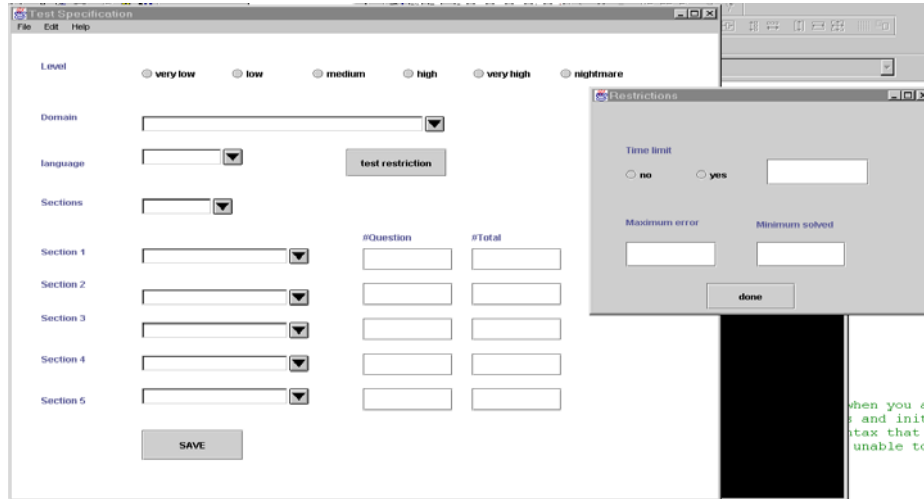 Test Specification
File Edit Help
Level
very low low medium high very high nightmare
Domain
language
test restriction
Sections
#Question #Total
Section 1
Section 2
Section 3
Section 4
Section 5
SAVE
Restrictions
Time limit
no yes
Maximum error Minimum solved
done
when you a
s and init
ntax that
unable to